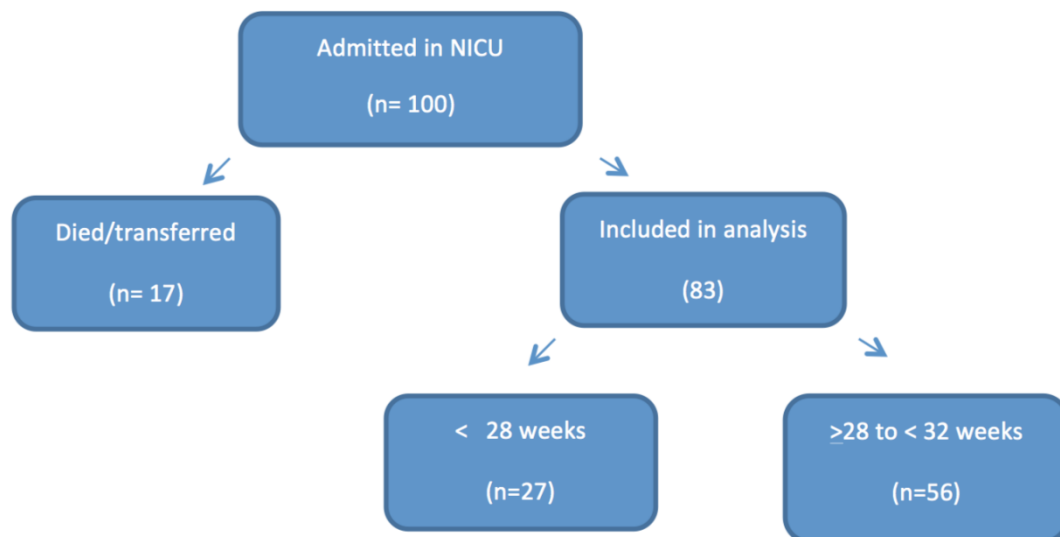 Admitted in NICU
(n= 100)
Died/transferred
(n= 17)
Included in analysis
(83)
< 28 weeks
(n=27)
≥28 to < 32 weeks
(n=56)